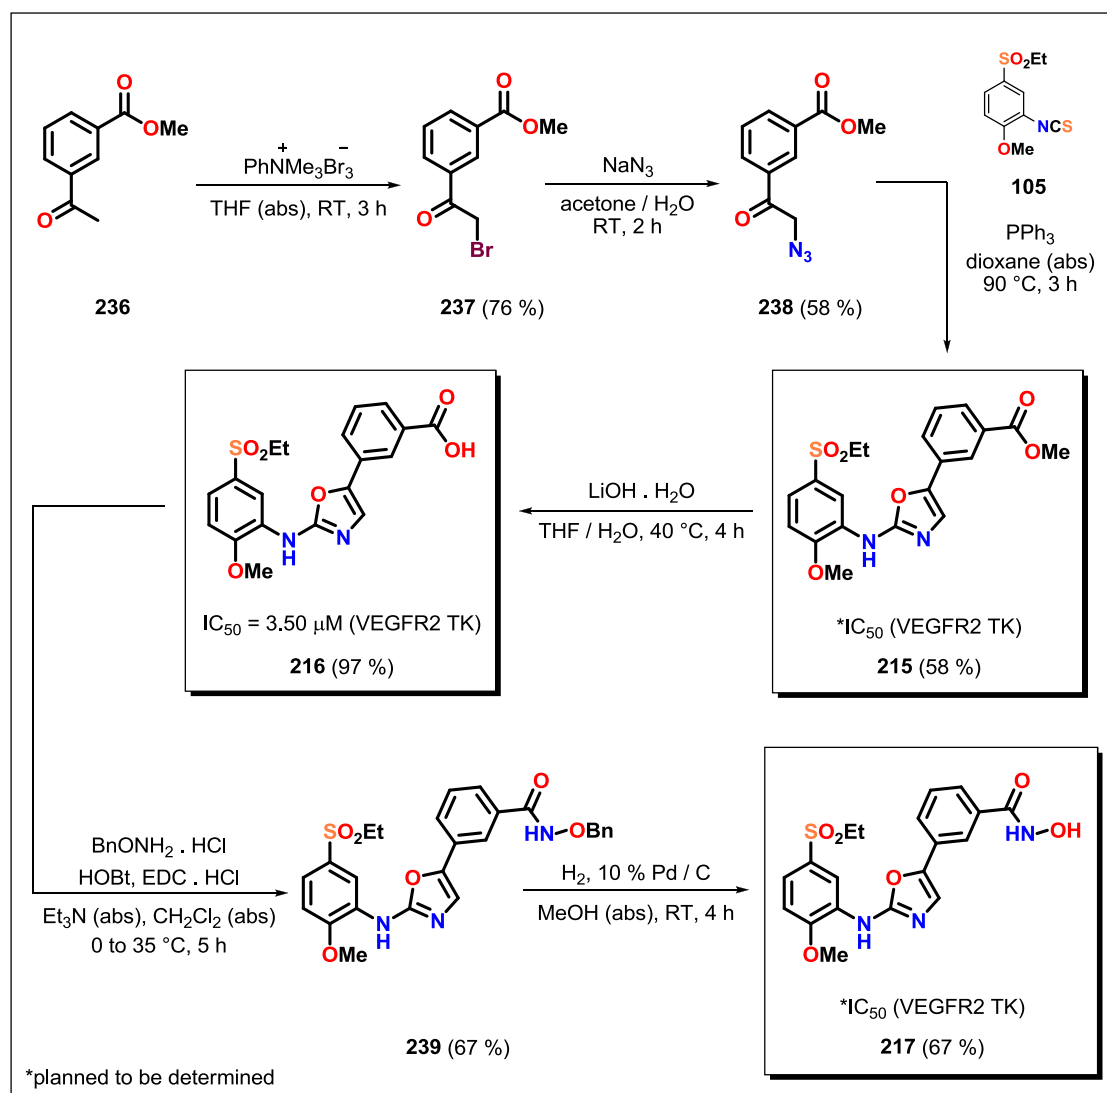 O
OMe
O
236
+ −
PhNMe₃Br₃
THF (abs), RT, 3 h
O
OMe
O
Br
237 (76 %)
NaN₃
acetone / H₂O
RT, 2 h
O
OMe
O
N₃
238 (58 %)
SO₂Et
NCS
OMe
105
PPh₃
dioxane (abs)
90 °C, 3 h
O
OH
SO₂Et
O
N
H
N
OMe
IC₅₀ = 3.50 μM (VEGFR2 TK)
216 (97 %)
LiOH . H₂O
THF / H₂O, 40 °C, 4 h
O
OMe
SO₂Et
O
N
H
N
OMe
*IC₅₀ (VEGFR2 TK)
215 (58 %)
BnONH₂ . HCl
HOBt, EDC . HCl
Et₃N (abs), CH₂Cl₂ (abs)
0 to 35 °C, 5 h
O
HN
OBn
SO₂Et
O
N
H
N
OMe
239 (67 %)
H₂, 10 % Pd / C
MeOH (abs), RT, 4 h
O
HN
OH
SO₂Et
O
N
H
N
OMe
*IC₅₀ (VEGFR2 TK)
217 (67 %)
*planned to be determined